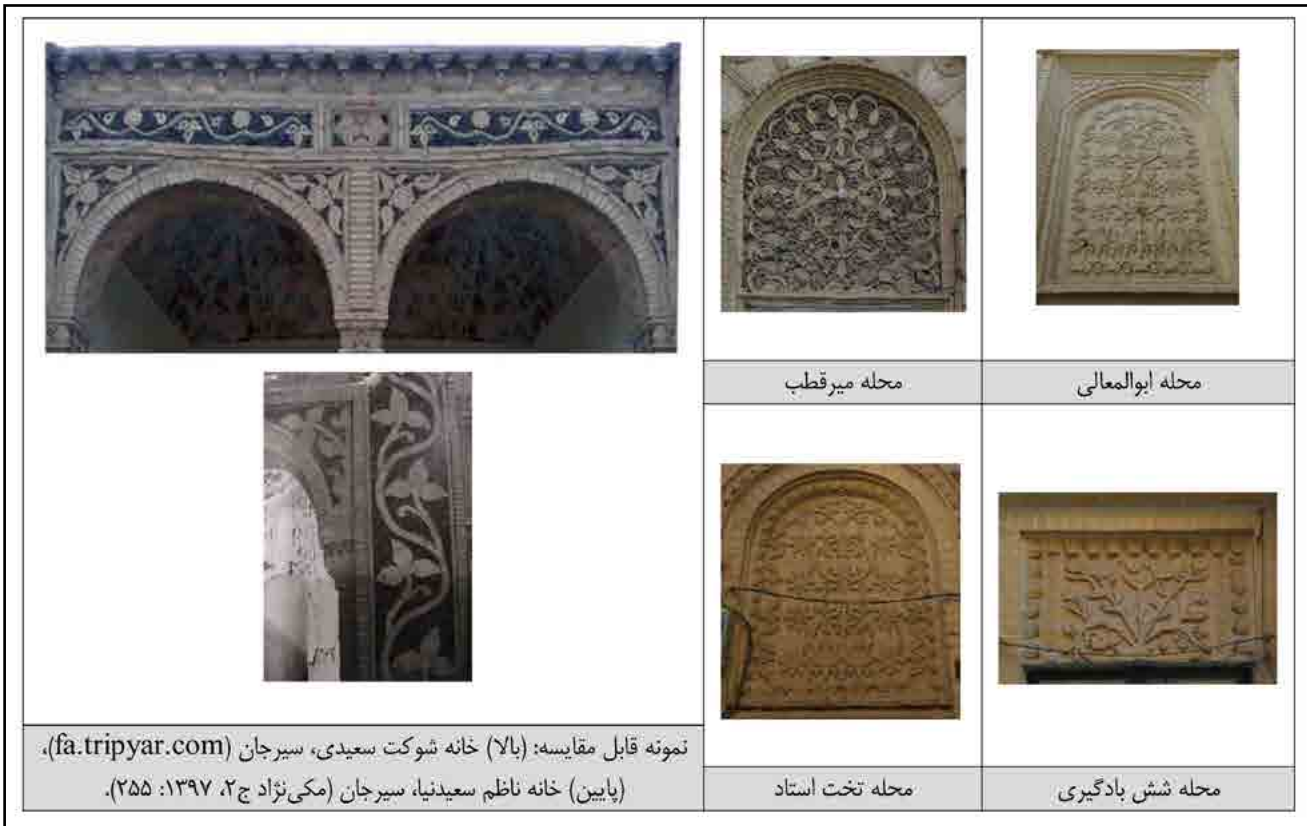 محله ابوالمعالی
محله میرقطب
محله شش بادگیری
محله تخت استاد
نمونه قابل مقایسه: (بالا) خانه شوکت سعیدی، سیرجان (fa.tripyar.com)،
(پایین) خانه ناظم سعیدنیا، سیرجان (مکی‌نژاد ج۲، ۱۳۹۷: ۲۵۵).